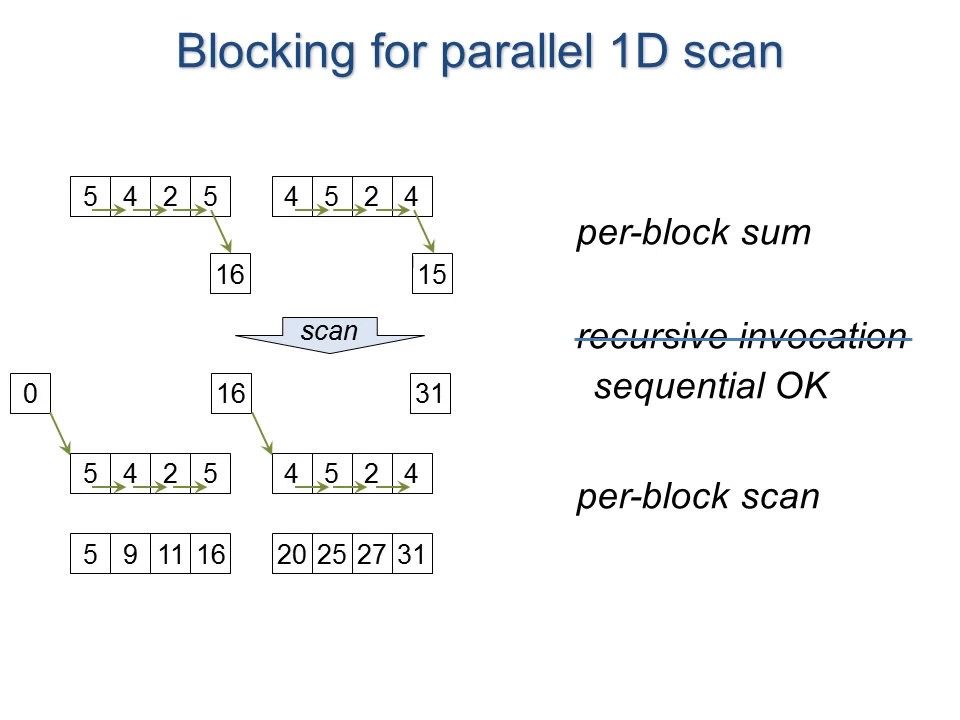 Blocking for parallel 1D scan
5 4 2 5 4 5 2 4
per-block sum
16 15
scan
recursive invocation
sequential OK
0 16 31
5 4 2 5 4 5 2 4
per-block scan
5 9 11 16 20 25 27 31